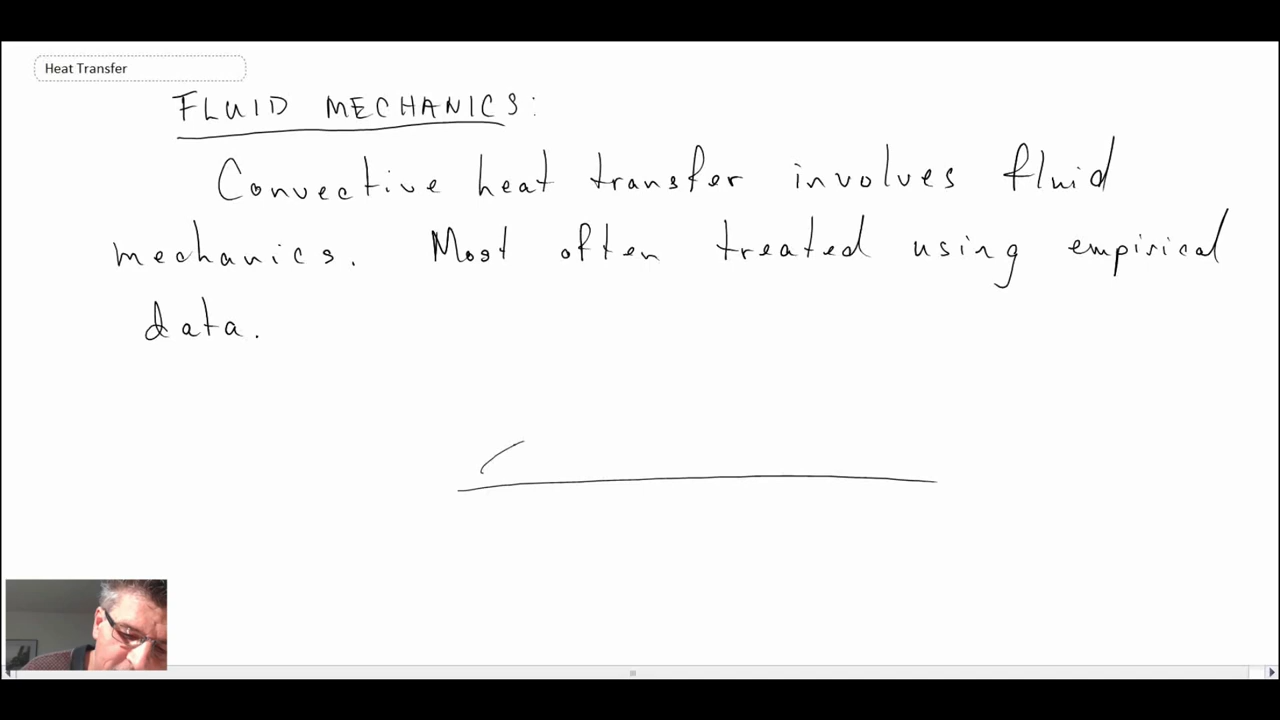 Heat Transfer
FLUID MECHANICS:
Convective heat transfer involves fluid
mechanics. Most often treated using empirical
data.